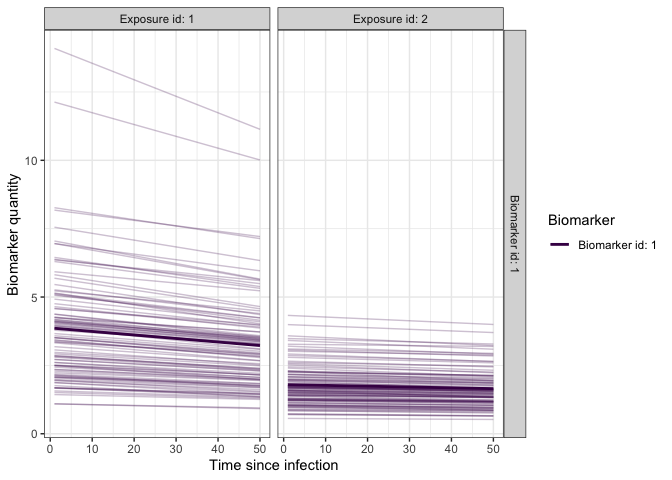 Exposure id: 1
Exposure id: 2
Biomarker quantity
10
5
0
Biomarker id: 1
Biomarker
Biomarker id: 1
0 10 20 30 40 50
0 10 20 30 40 50
Time since infection